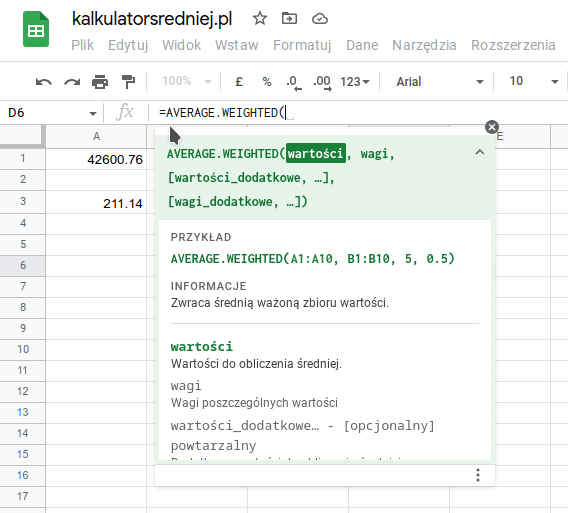 kalkulatorsredniej.pl
Plik Edytuj Widok Wstaw Formatuj Dane Narzędzia Rozszerzenia
100% £ % .0 .00 123 Arial 10
D6 fx =AVERAGE.WEIGHTED(
A E
1 42600.76
2
3 211.14
4
5
6
7
8
9
10
11
12
13
14
15
16
17
AVERAGE.WEIGHTED(wartości, wagi,
[wartości_dodatkowe, …],
[wagi_dodatkowe, …])
PRZYKŁAD
AVERAGE.WEIGHTED(A1:A10, B1:B10, 5, 0.5)
INFORMACJE
Zwraca średnią ważoną zbioru wartości.
wartości
Wartości do obliczenia średniej.
wagi
Wagi poszczególnych wartości
wartości_dodatkowe… - [opcjonalny]
powtarzalny